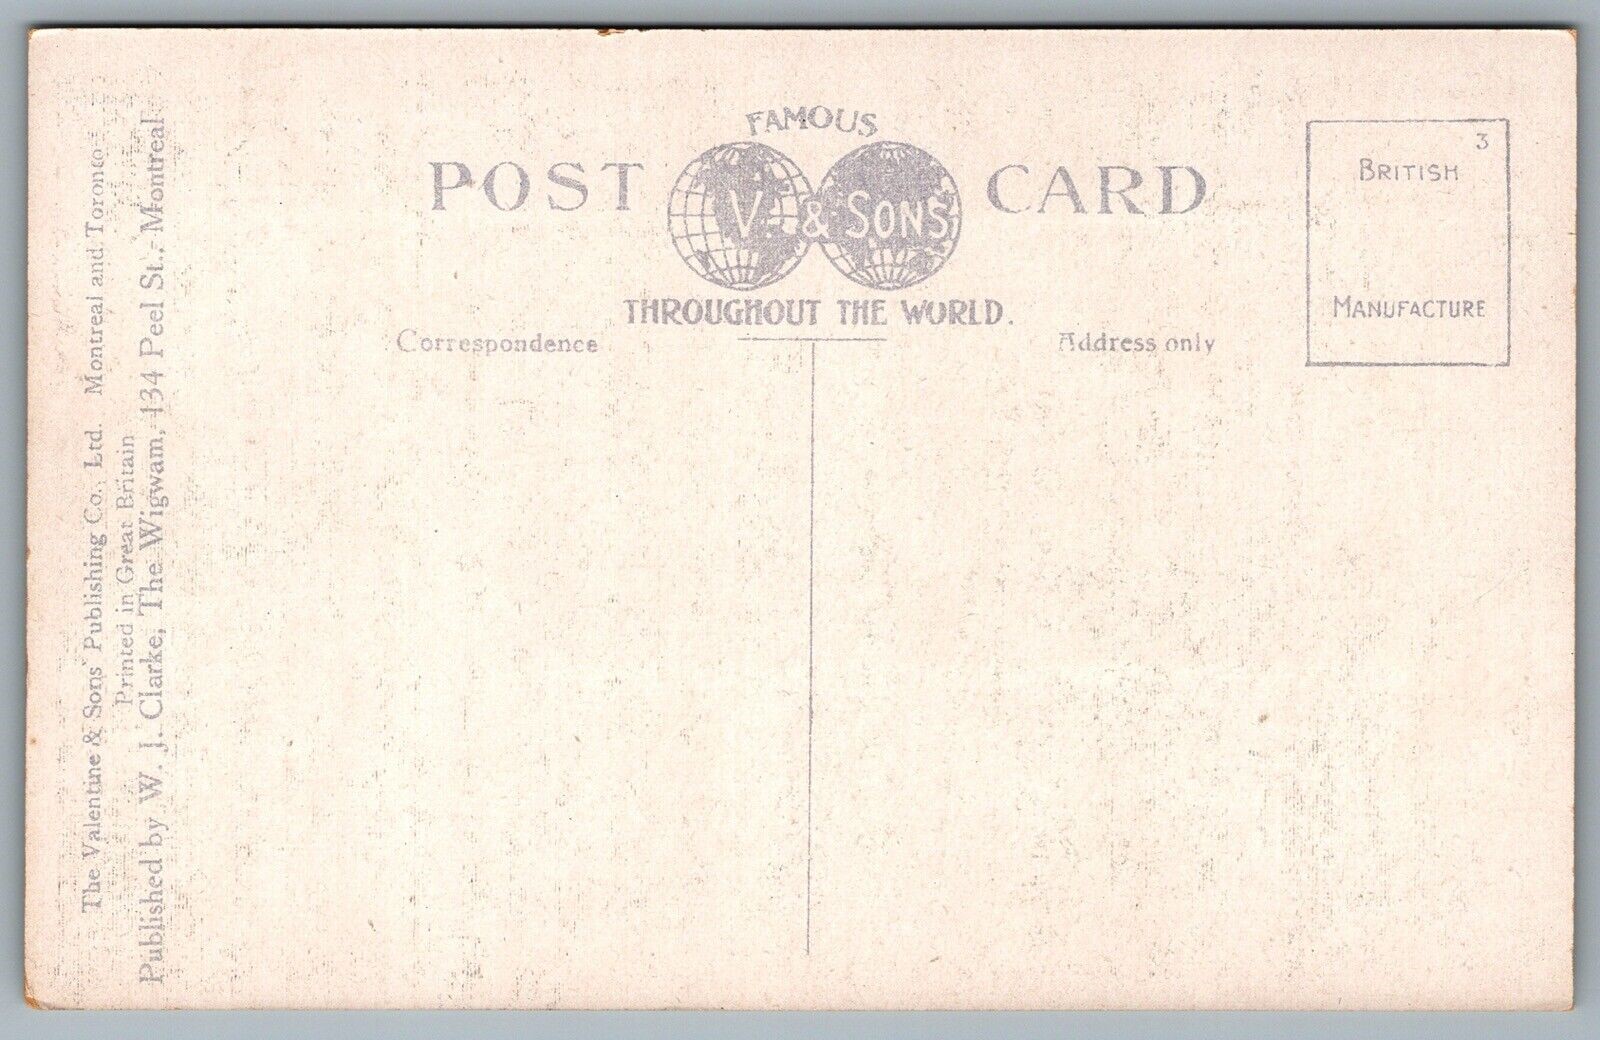 The Valentine & Sons Publishing Co., Ltd. Montreal and Toronto
Printed in Great Britain
Published by W. J. Clarke, The Wigwam, 134 Peel St., Montreal
FAMOUS
POST CARD
V. & SONS
THROUGHOUT THE WORLD.
Correspondence
Address only
3
BRITISH
MANUFACTURE